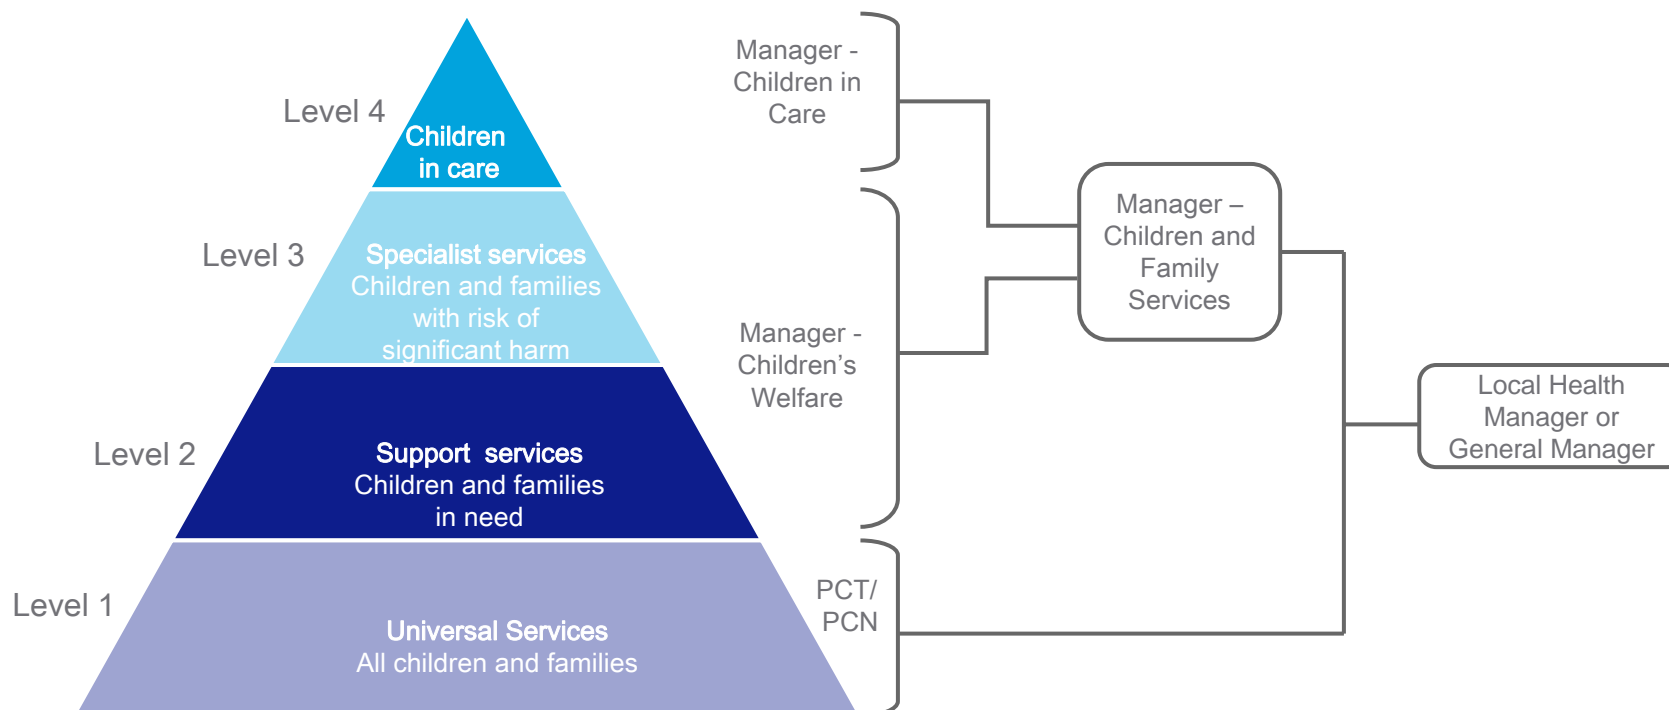 Level 4
Children
in care
Level 3
Specialist services
Children and families
with risk of
significant harm
Level 2
Support  services
Children and families
in need
Level 1
Universal Services
All children and families
Manager -
Children in
Care
Manager -
Children’s
Welfare
PCT/
PCN
Manager –
Children and
Family
Services
Local Health
Manager or
General Manager